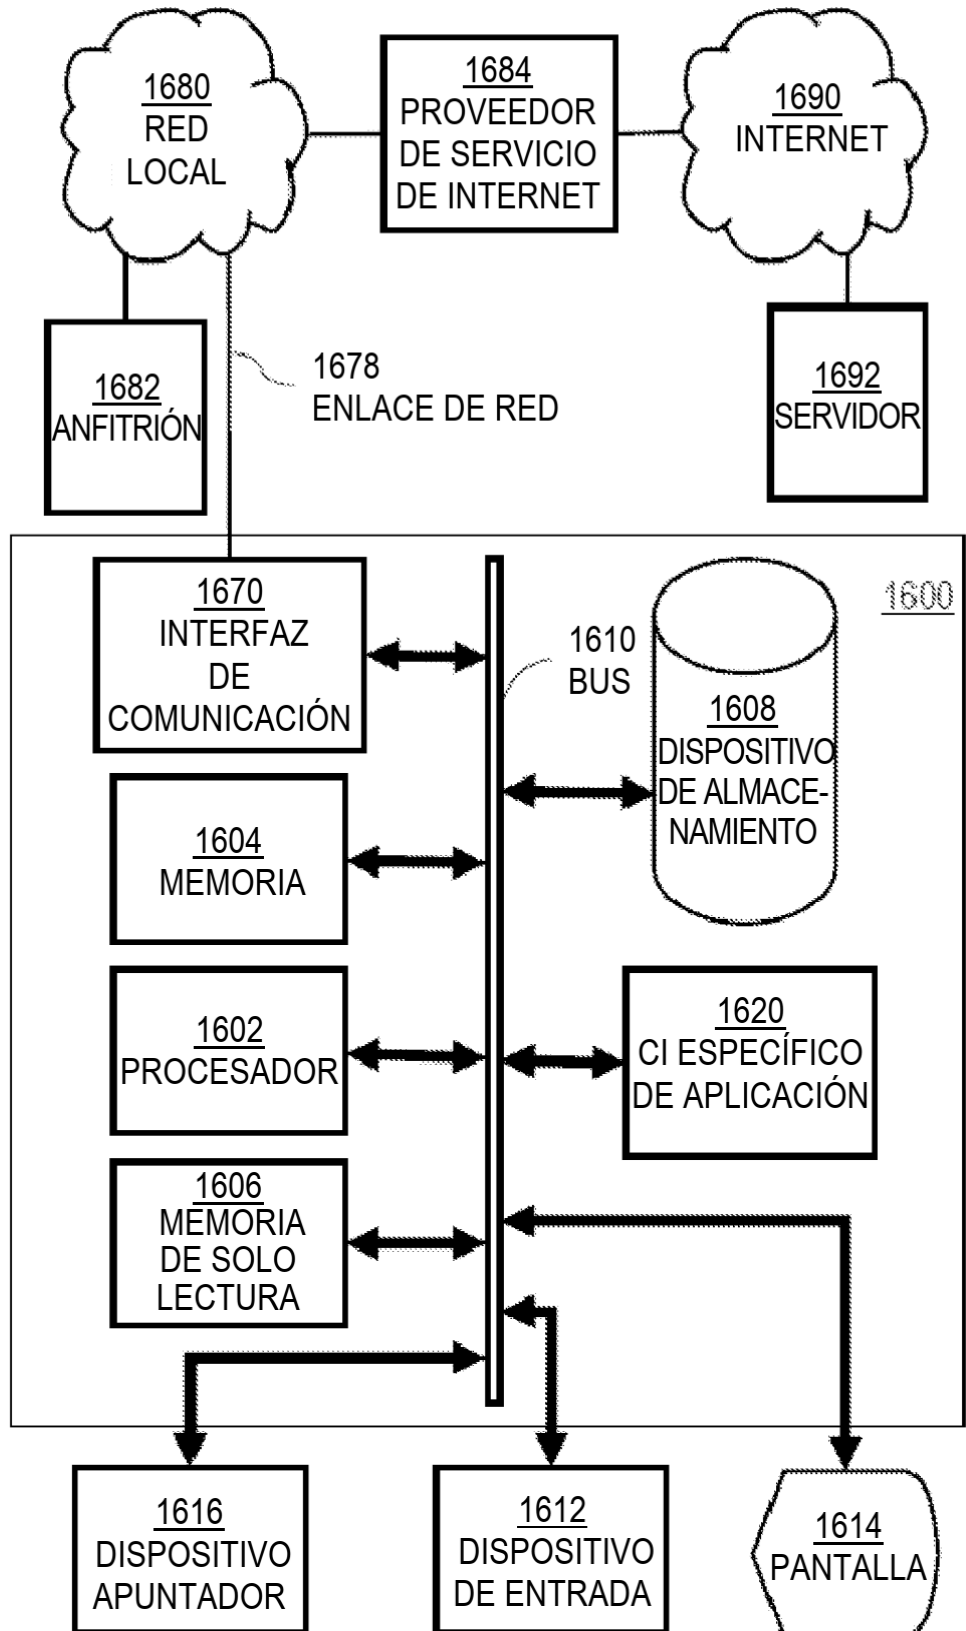 1680
RED
LOCAL
1684
PROVEEDOR
DE SERVICIO
DE INTERNET
1690
INTERNET
1682
ANFITRIÓN
1678
ENLACE DE RED
1692
SERVIDOR
1600
1670
INTERFAZ
DE
COMUNICACIÓN
1610
BUS
1608
DISPOSITIVO
DE ALMACE-
NAMIENTO
1604
MEMORIA
1602
PROCESADOR
1620
CI ESPECÍFICO
DE APLICACIÓN
1606
MEMORIA
DE SOLO
LECTURA
1616
DISPOSITIVO
APUNTADOR
1612
DISPOSITIVO
DE ENTRADA
1614
PANTALLA